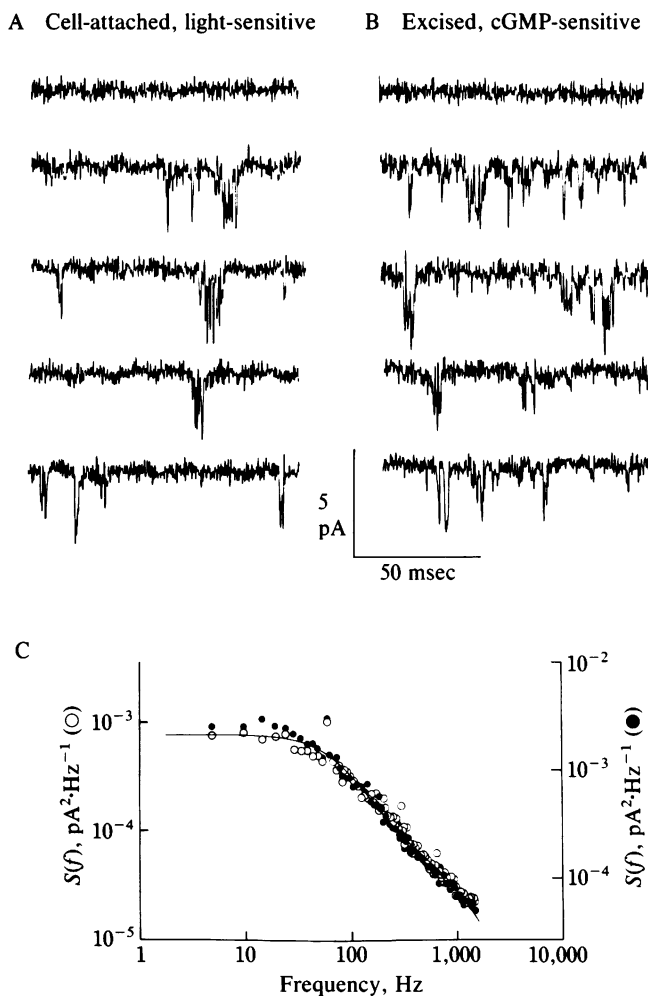 A Cell-attached, light-sensitive
B Excised, cGMP-sensitive
5
pA
50 msec
C
10⁻³
10⁻⁴
10⁻⁵
S(f), pA²·Hz⁻¹ (○)
10⁻²
10⁻³
10⁻⁴
S(f), pA²·Hz⁻¹ (●)
1 10 100 1,000 10,000
Frequency, Hz